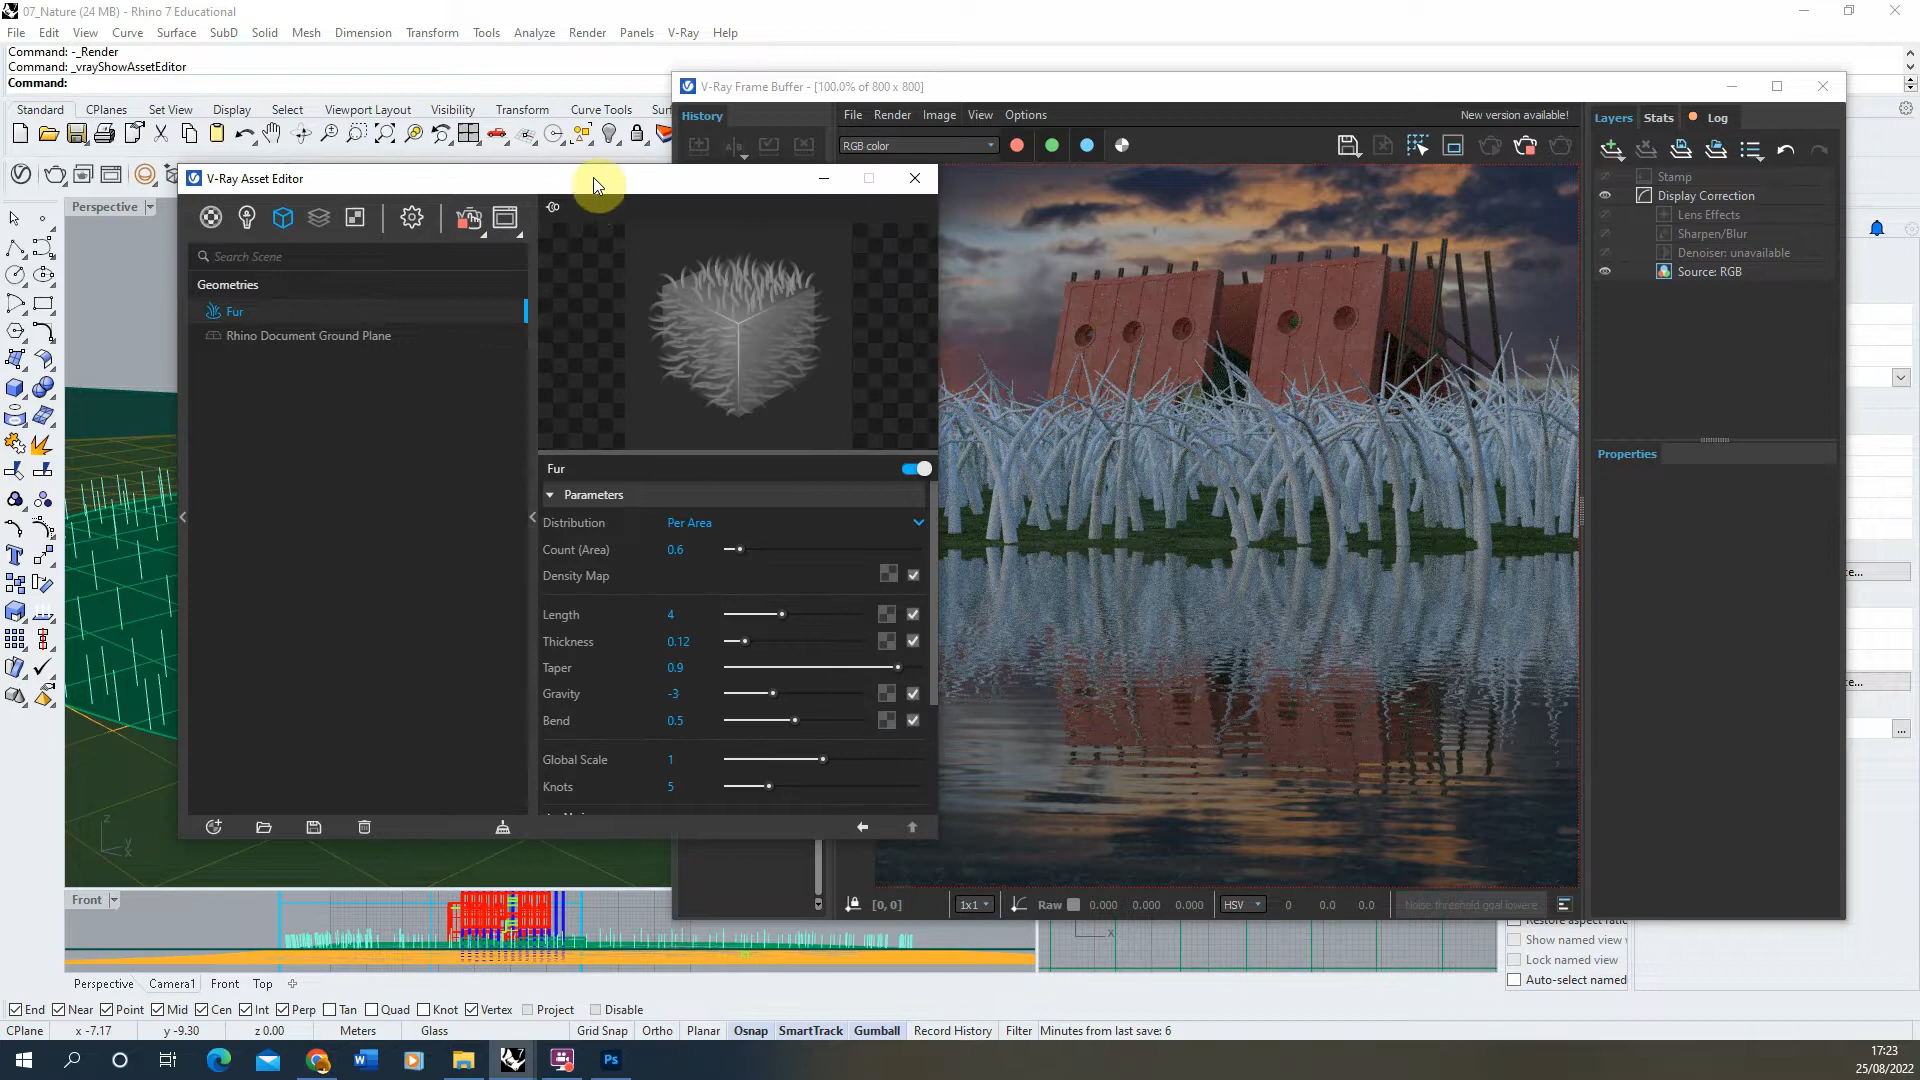 07_Nature (24 MB) - Rhino 7 Educational
File Edit View Curve Surface SubD Solid Mesh Dimension Transform Tools Analyze Render Panels V-Ray Help
Command: -_Render
Command: _vrayShowAssetEditor
Command:
Standard CPlanes Set View Display Select Viewport Layout Visibility Transform Curve Tools
V-Ray Frame Buffer - [100.0% of 800 x 800]
History
File Render Image View Options
New version available!
RGB color
Layers Stats Log
Stamp
Display Correction
Lens Effects
Sharpen/Blur
Denoiser: unavailable
Source: RGB
Properties
V-Ray Asset Editor
Search Scene
Geometries
Fur
Rhino Document Ground Plane
Fur
Parameters
Distribution Per Area
Count (Area) 0.6
Density Map
Length 4
Thickness 0.12
Taper 0.9
Gravity -3
Bend 0.5
Global Scale 1
Knots 5
Perspective
z
x
y
Front
[0, 0]
1x1
Raw 0.000 0.000 0.000
HSV 0 0.0 0.0
Noise threshold goal lowere
x
Restore aspect ratio
Show named view
Lock named view
Auto-select named
Perspective Camera1 Front Top
End Near Point Mid Cen Int Perp Tan Quad Knot Vertex Project Disable
CPlane x -7.17 y -9.30 z 0.00 Meters Glass Grid Snap Ortho Planar Osnap SmartTrack Gumball Record History Filter Minutes from last save: 6
17:23
25/08/2022